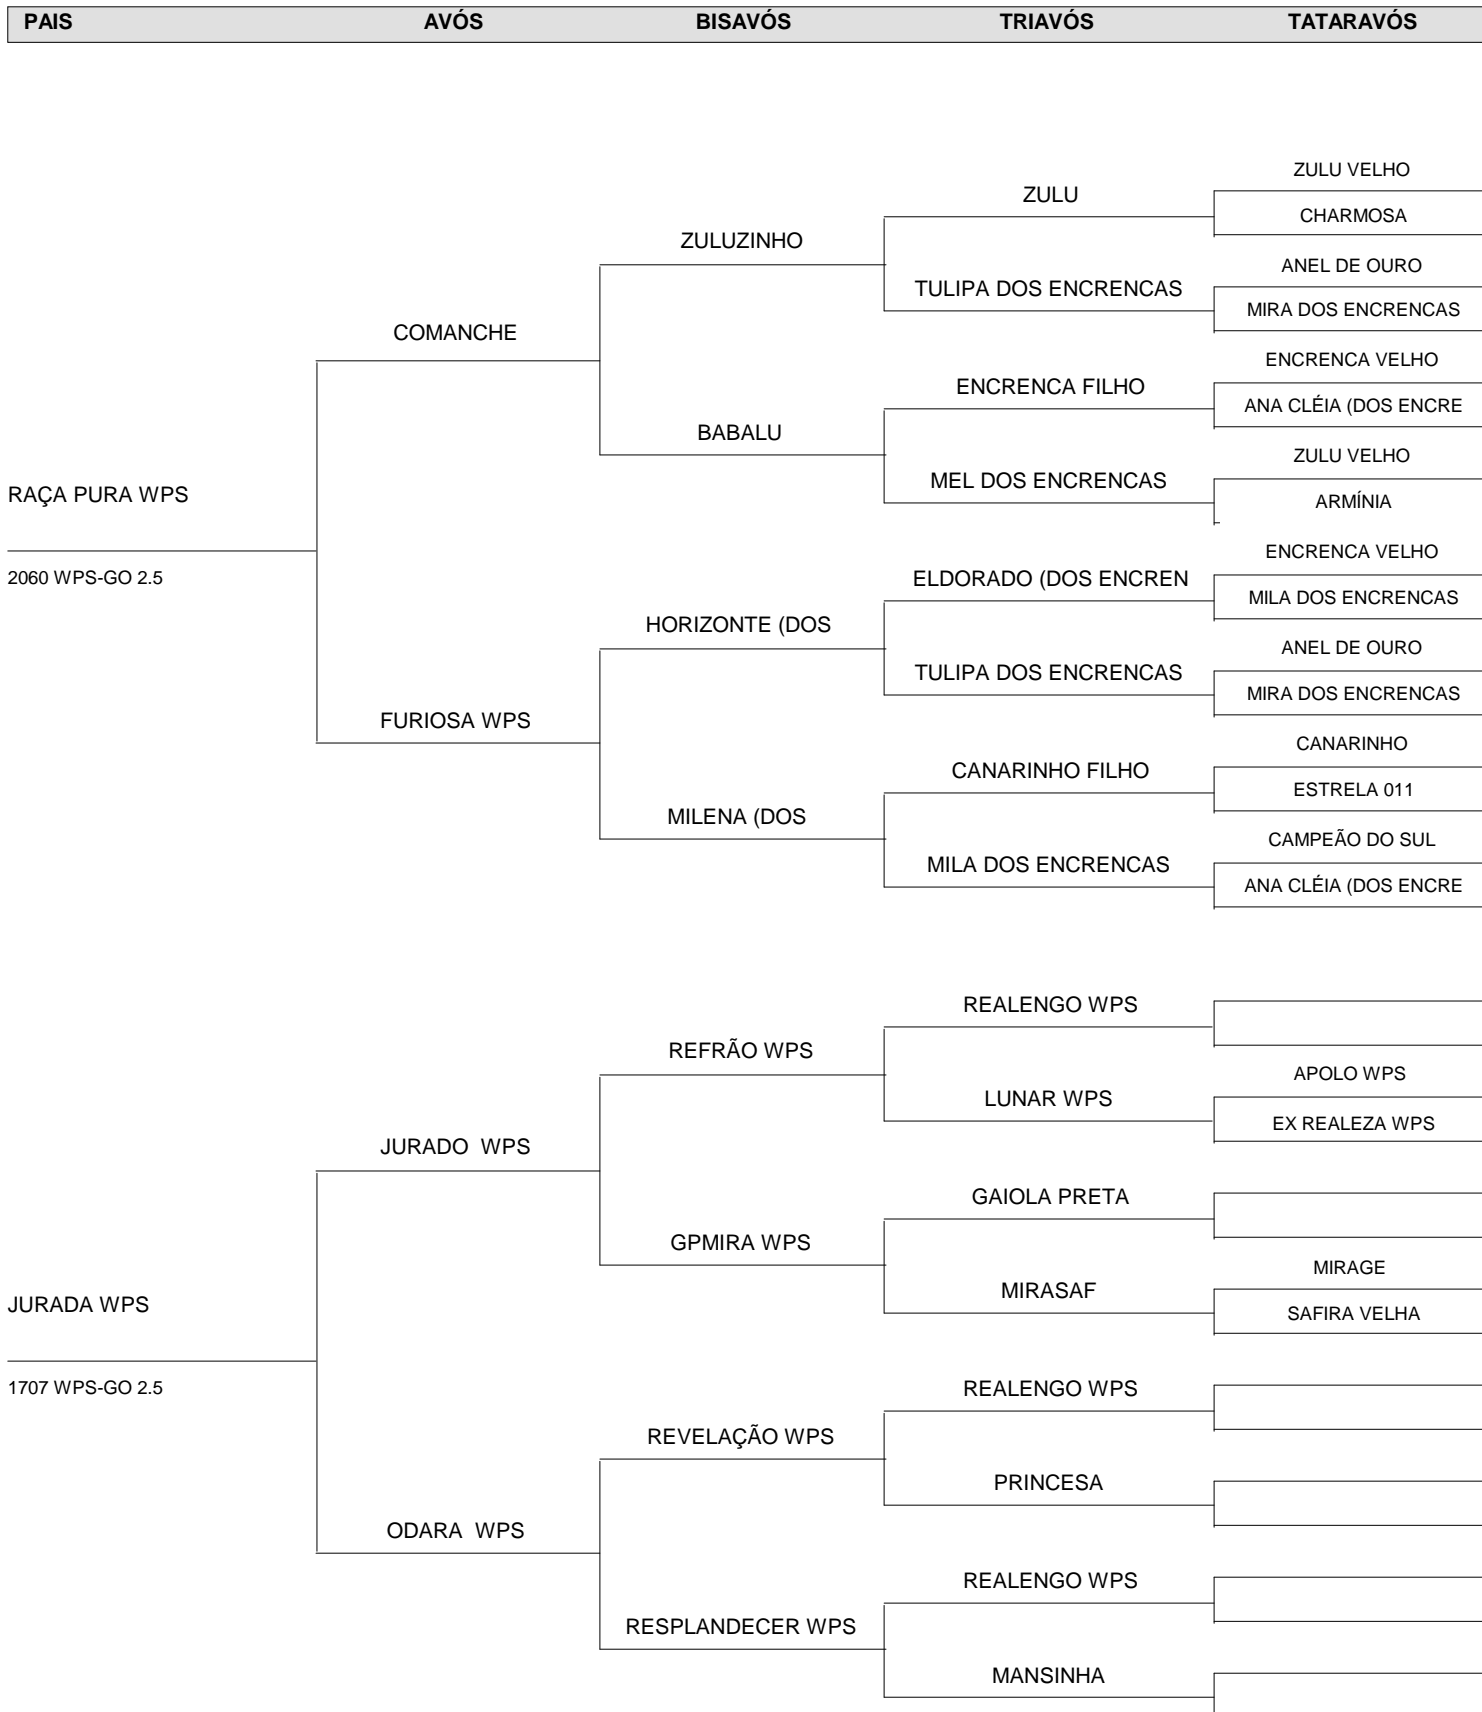 PAIS AVÓS BISAVÓS TRIAVÓS TATARAVÓS
ZULU VELHO
ZULU
CHARMOSA
ZULUZINHO
ANEL DE OURO
TULIPA DOS ENCRENCAS
MIRA DOS ENCRENCAS
COMANCHE
ENCRENCA VELHO
ENCRENCA FILHO
ANA CLÉIA (DOS ENCRE
BABALU
ZULU VELHO
MEL DOS ENCRENCAS
RAÇA PURA WPS
ARMÍNIA
ENCRENCA VELHO
2060 WPS-GO 2.5
ELDORADO (DOS ENCREN
MILA DOS ENCRENCAS
HORIZONTE (DOS
ANEL DE OURO
TULIPA DOS ENCRENCAS
MIRA DOS ENCRENCAS
FURIOSA WPS
CANARINHO
CANARINHO FILHO
ESTRELA 011
MILENA (DOS
CAMPEÃO DO SUL
MILA DOS ENCRENCAS
ANA CLÉIA (DOS ENCRE
REALENGO WPS
REFRÃO WPS
APOLO WPS
LUNAR WPS
EX REALEZA WPS
JURADO WPS
GAIOLA PRETA
GPMIRA WPS
MIRAGE
MIRASAF
JURADA WPS
SAFIRA VELHA
1707 WPS-GO 2.5
REALENGO WPS
REVELAÇÃO WPS
PRINCESA
ODARA WPS
REALENGO WPS
RESPLANDECER WPS
MANSINHA